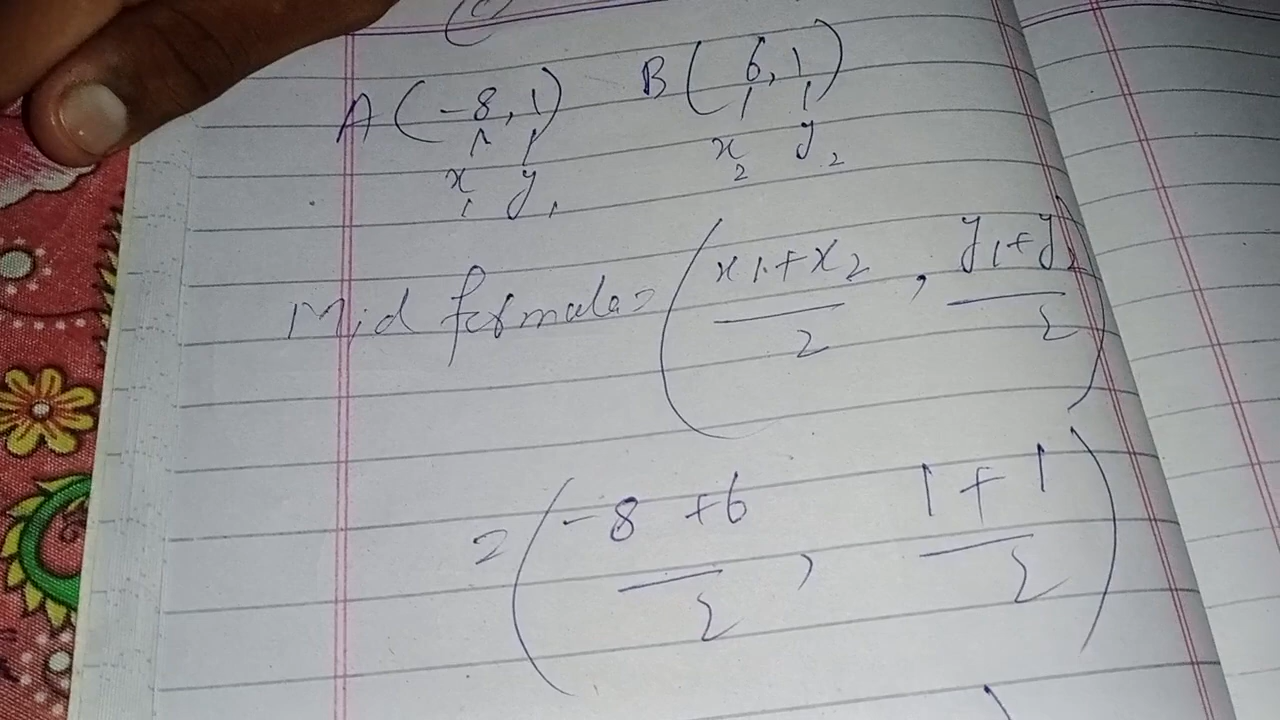 (c)
A(-8,1) B(6,1)
x₁ y₁ x₂ y₂
Mid formula = (x₁+x₂/2, y₁+y₂/2)
= (-8+6/2, 1+1/2)